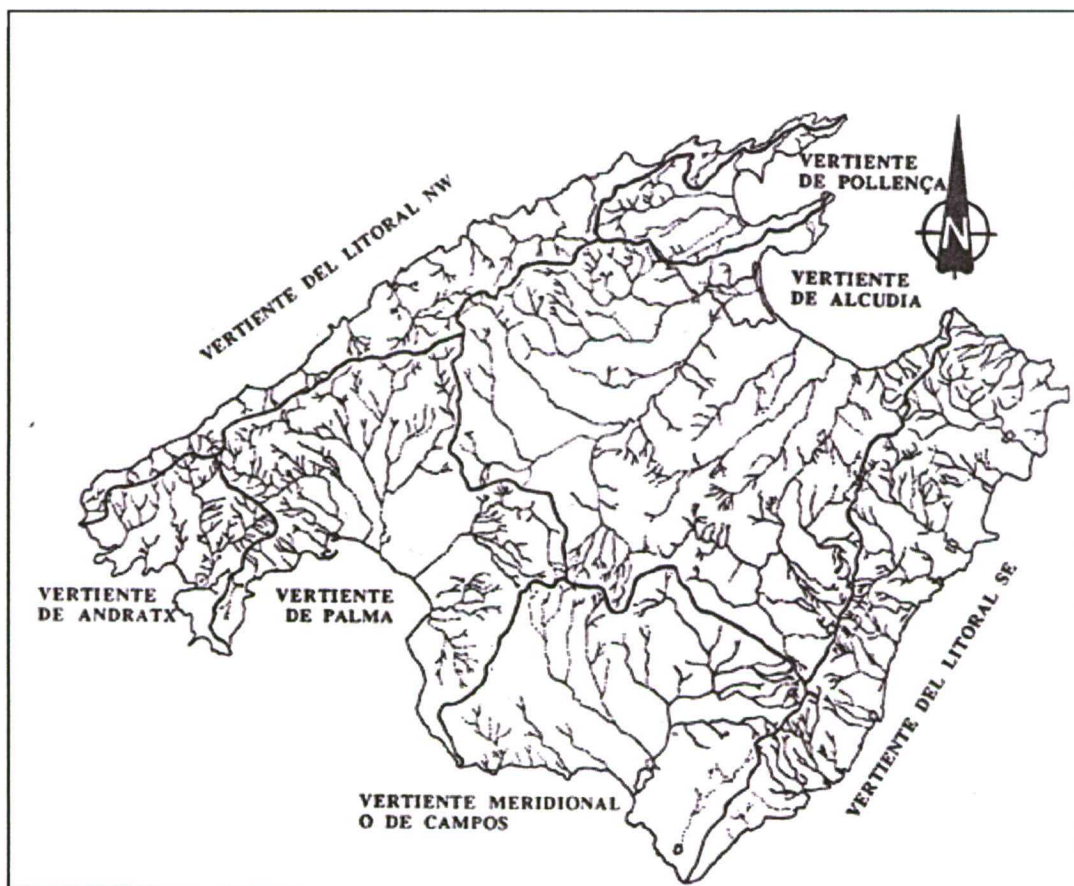 VERTIENTE
DE POLLENÇA
VERTIENTE DEL LITORAL NW
N
VERTIENTE
DE ALCUDIA
VERTIENTE
DE ANDRATX
VERTIENTE
DE PALMA
VERTIENTE DEL LITORAL SE
VERTIENTE MERIDIONAL
O DE CAMPOS